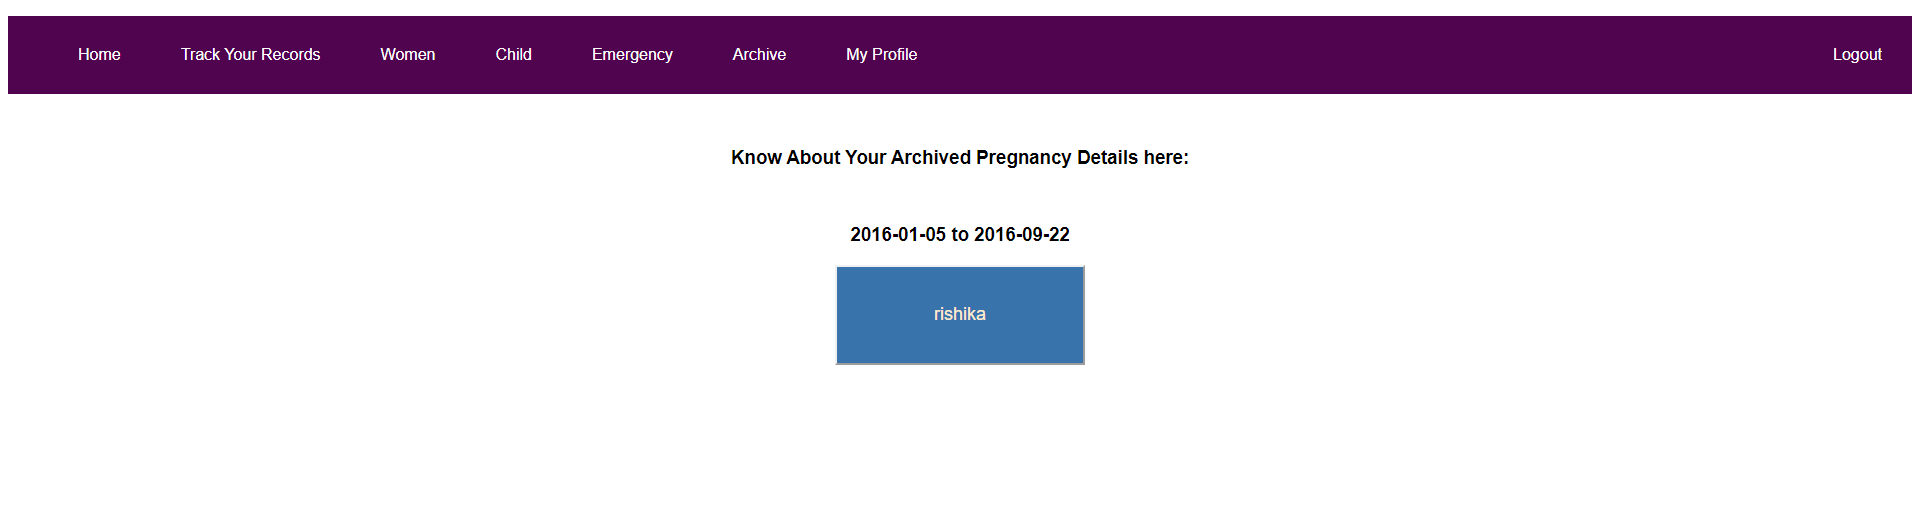 Home Track Your Records Women Child Emergency Archive My Profile Logout
Know About Your Archived Pregnancy Details here:
2016-01-05 to 2016-09-22
rishika